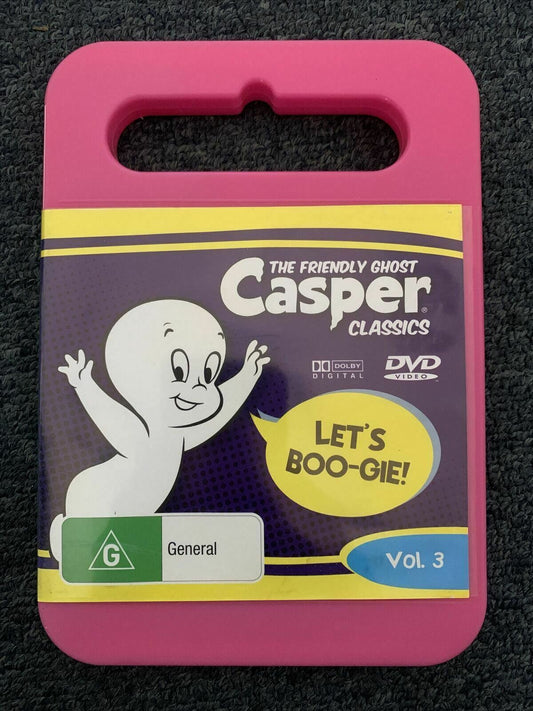 THE FRIENDLY GHOST
Casper®
CLASSICS
DOLBY
DIGITAL
DVD
VIDEO
LET'S
BOO-GIE!
G
General
Vol. 3